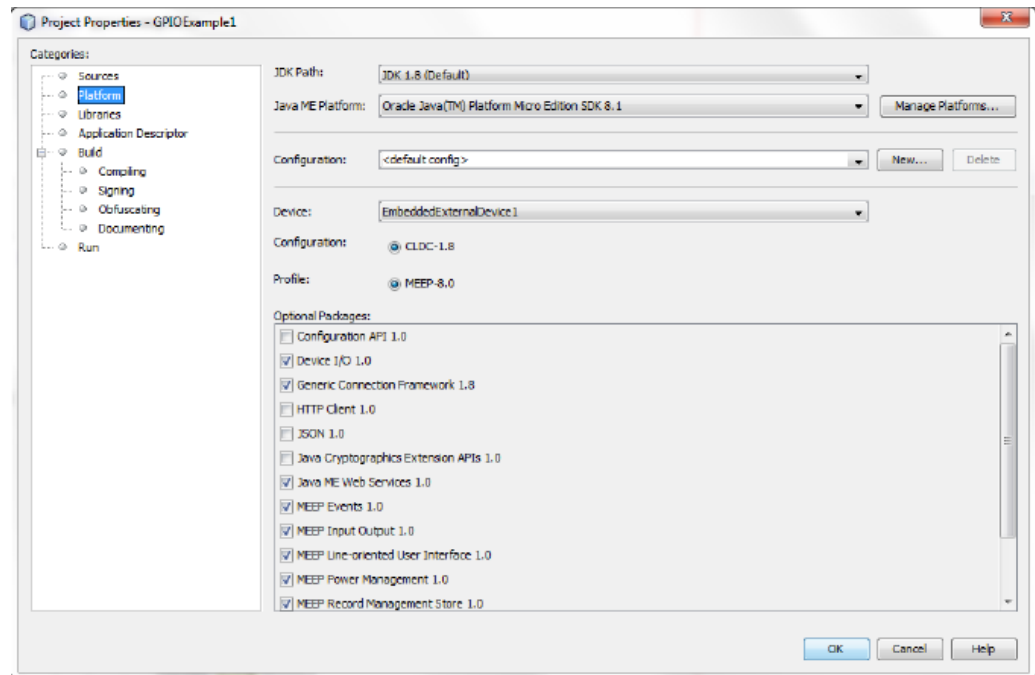 Project Properties - GPIOExample1
Categories:
Sources
Platform
Libraries
Application Descriptor
Build
Compiling
Signing
Obfuscating
Documenting
Run
JDK Path: JDK 1.8 (Default)
Java ME Platform: Oracle Java(TM) Platform Micro Edition SDK 8.1 Manage Platforms...
Configuration: <default config> New... Delete
Device: EmbeddedExternalDevice1
Configuration: CLDC-1.8
Profile: MEEP-8.0
Optional Packages:
Configuration API 1.0
Device I/O 1.0
Generic Connection Framework 1.8
HTTP Client 1.0
JSON 1.0
Java Cryptographics Extension APIs 1.0
Java ME Web Services 1.0
MEEP Events 1.0
MEEP Input Output 1.0
MEEP Line-oriented User Interface 1.0
MEEP Power Management 1.0
MEEP Record Management Store 1.0
OK Cancel Help